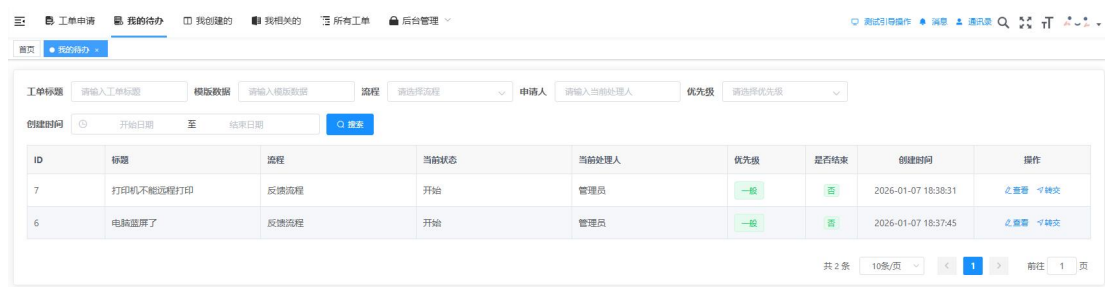 工单申请 我的待办 我创建的 我相关的 所有工单 后台管理 测试引导操作 消息 通讯录
首页 我的待办 ×
工单标题 请输入工单标题 模版数据 请输入模版数据 流程 请选择流程 申请人 请输入当前处理人 优先级 请选择优先级
创建时间 开始日期 至 结束日期 搜索
ID 标题 流程 当前状态 当前处理人 优先级 是否结束 创建时间 操作
7 打印机不能远程打印 反馈流程 开始 管理员 一般 否 2026-01-07 18:38:31 查看 转交
6 电脑蓝屏了 反馈流程 开始 管理员 一般 否 2026-01-07 18:37:45 查看 转交
共 2 条 10条/页 1 前往 1 页